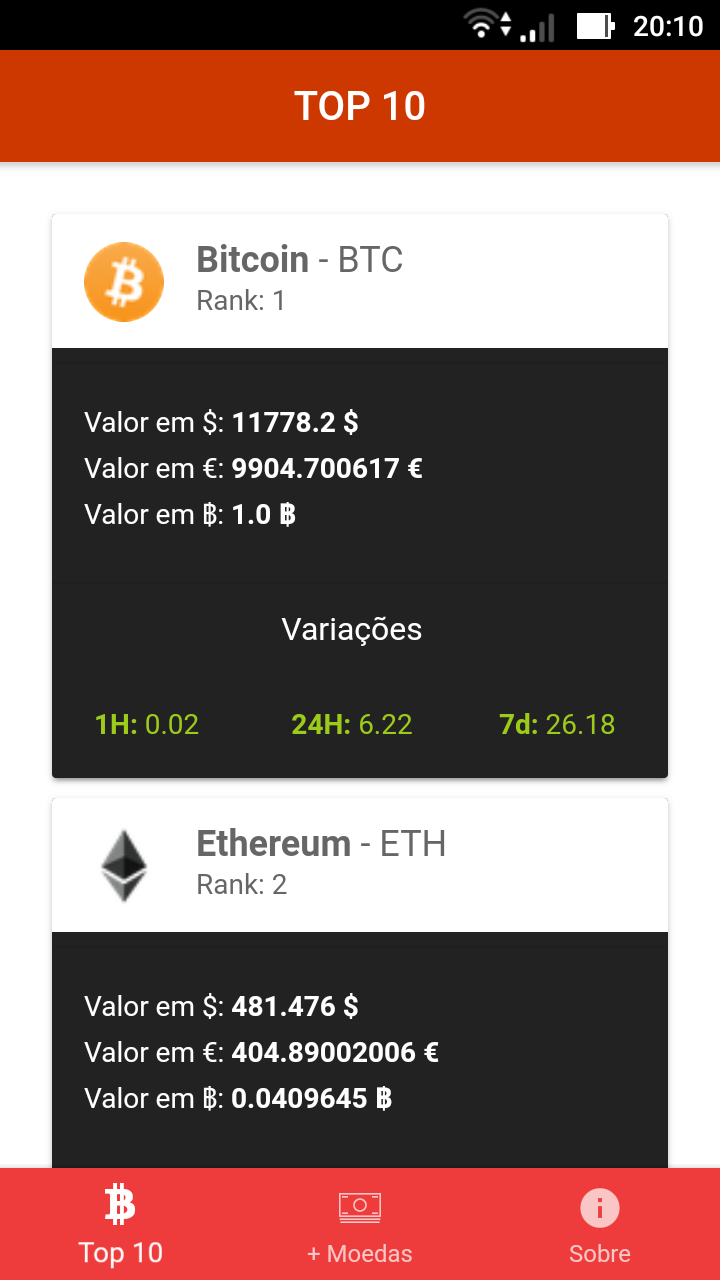 20:10
TOP 10
Bitcoin - BTC
Rank: 1
Valor em $: 11778.2 $
Valor em €: 9904.700617 €
Valor em ฿: 1.0 ฿
Variações
1H: 0.02 24H: 6.22 7d: 26.18
Ethereum - ETH
Rank: 2
Valor em $: 481.476 $
Valor em €: 404.89002006 €
Valor em ฿: 0.0409645 ฿
Top 10 + Moedas Sobre